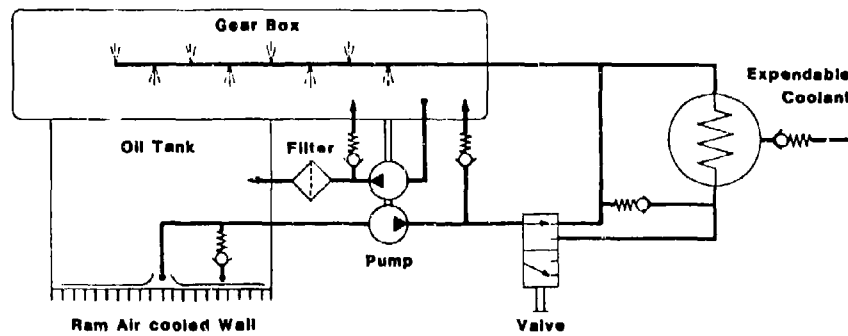 Gear Box
Expendable
Coolant
Oil Tank
Filter
Pump
Ram Air cooled Wall
Valve